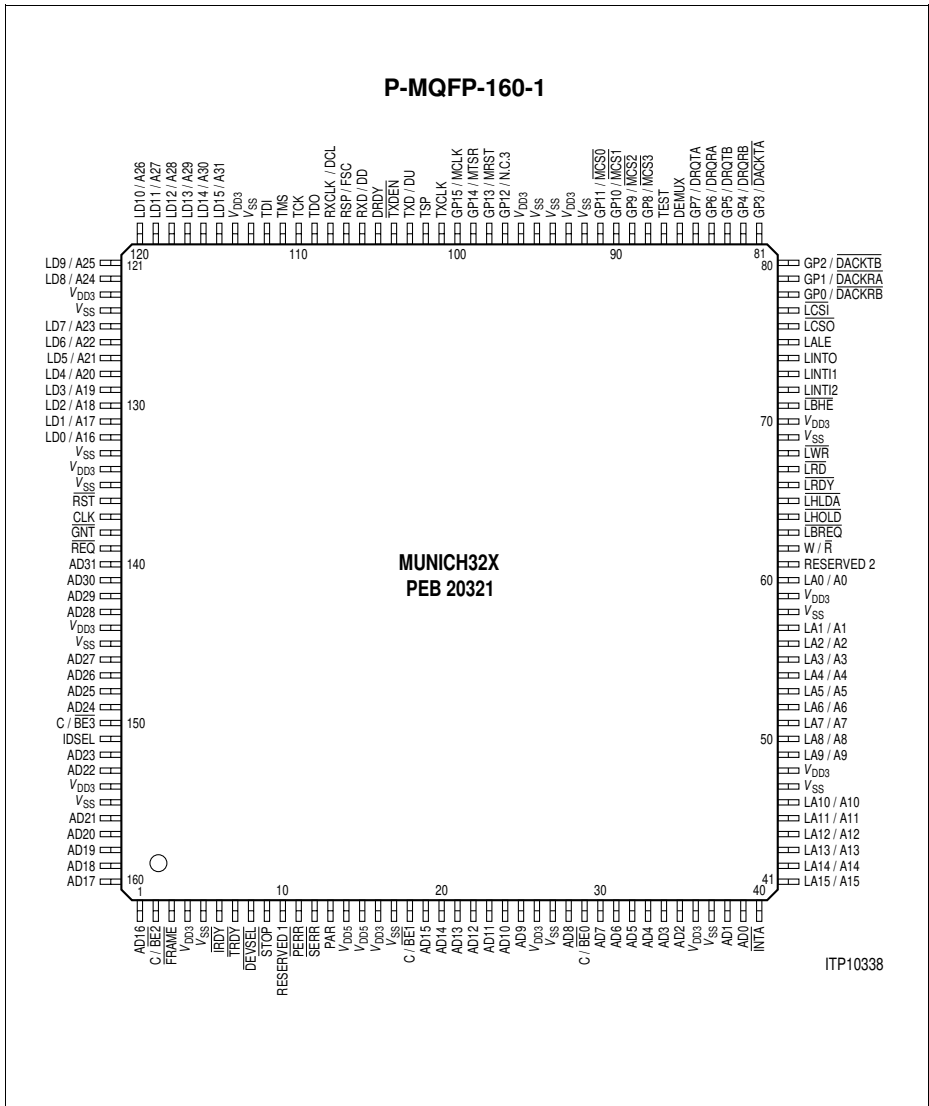 P-MQFP-160-1
LD10 / A26
LD11 / A27
LD12 / A28
LD13 / A29
LD14 / A30
LD15 / A31
VDD3
VSS
TDI
TMS
TCK
TDO
RXCLK / DCL
RSP / FSC
RXD / DD
DRDY
TXDEN
TXD / DU
TSP
TXCLK
GP15 / MCLK
GP14 / MTSR
GP13 / MRST
GP12 / N.C.3
VDD3
VSS
VSS
VDD3
VSS
GP11 / MCS0
GP10 / MCS1
GP9 / MCS2
GP8 / MCS3
TEST
DEMUX
GP7 / DRQTA
GP6 / DRQRA
GP5 / DRQTB
GP4 / DRQRB
GP3 / DACKTA
120
110
100
90
81
121
130
140
150
160
LD9 / A25
LD8 / A24
VDD3
VSS
LD7 / A23
LD6 / A22
LD5 / A21
LD4 / A20
LD3 / A19
LD2 / A18
LD1 / A17
LD0 / A16
VSS
VDD3
VSS
RST
CLK
GNT
REQ
AD31
AD30
AD29
AD28
VDD3
VSS
AD27
AD26
AD25
AD24
C / BE3
IDSEL
AD23
AD22
VDD3
VSS
AD21
AD20
AD19
AD18
AD17
MUNICH32X
PEB 20321
80
70
60
50
41
GP2 / DACKTB
GP1 / DACKRA
GP0 / DACKRB
LCSI
LCSO
LALE
LINTO
LINTI1
LINTI2
LBHE
VDD3
VSS
LWR
LRD
LRDY
LHLDA
LHOLD
LBREQ
W / R
RESERVED 2
LA0 / A0
VDD3
VSS
LA1 / A1
LA2 / A2
LA3 / A3
LA4 / A4
LA5 / A5
LA6 / A6
LA7 / A7
LA8 / A8
LA9 / A9
VDD3
VSS
LA10 / A10
LA11 / A11
LA12 / A12
LA13 / A13
LA14 / A14
LA15 / A15
1
10
20
30
40
AD16
C / BE2
FRAME
VDD3
VSS
IRDY
TRDY
DEVSEL
STOP
RESERVED 1
PERR
SERR
PAR
VDD5
VDD5
VDD3
VSS
C / BE1
AD15
AD14
AD13
AD12
AD11
AD10
AD9
VDD3
VSS
AD8
C / BE0
AD7
AD6
AD5
AD4
AD3
AD2
VDD3
VSS
AD1
AD0
INTA
ITP10338